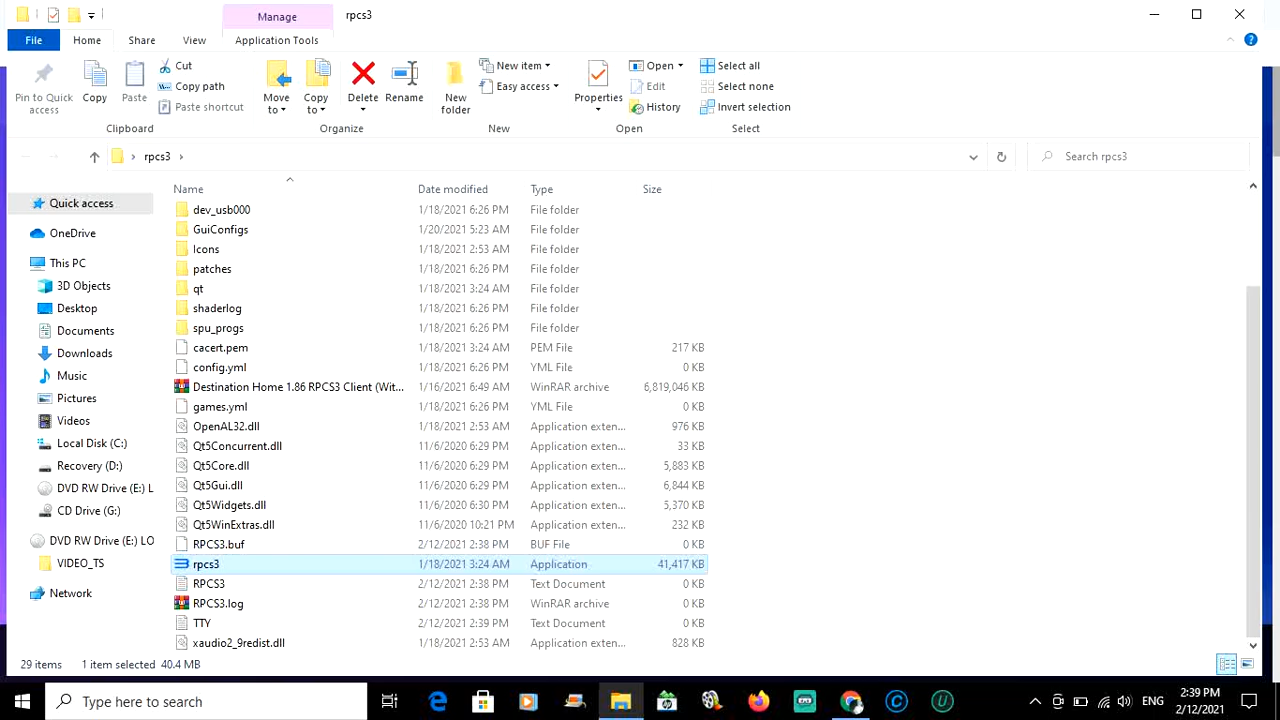 Manage rpcs3
File Home Share View Application Tools
Pin to Quick access
Copy
Paste
Cut
Copy path
Paste shortcut
Move to
Copy to
Delete
Rename
New folder
New item
Easy access
Properties
Open
Edit
History
Select all
Select none
Invert selection
Clipboard Organize New Open Select
rpcs3 Search rpcs3
Quick access
OneDrive
This PC
3D Objects
Desktop
Documents
Downloads
Music
Pictures
Videos
Local Disk (C:)
Recovery (D:)
DVD RW Drive (E:) L
CD Drive (G:)
DVD RW Drive (E:) LO
VIDEO_TS
Network
Name Date modified Type Size
dev_usb000 1/18/2021 6:26 PM File folder
GuiConfigs 1/20/2021 5:23 AM File folder
Icons 1/18/2021 2:53 AM File folder
patches 1/18/2021 6:26 PM File folder
qt 1/18/2021 3:24 AM File folder
shaderlog 1/18/2021 6:26 PM File folder
spu_progs 1/18/2021 6:26 PM File folder
cacert.pem 1/18/2021 3:24 AM PEM File 217 KB
config.yml 1/18/2021 6:26 PM YML File 0 KB
Destination Home 1.86 RPCS3 Client (Wit... 1/16/2021 6:49 AM WinRAR archive 6,819,046 KB
games.yml 1/18/2021 6:26 PM YML File 0 KB
OpenAL32.dll 1/18/2021 2:53 AM Application exten... 976 KB
Qt5Concurrent.dll 11/6/2020 6:29 PM Application exten... 33 KB
Qt5Core.dll 11/6/2020 6:29 PM Application exten... 5,883 KB
Qt5Gui.dll 11/6/2020 6:29 PM Application exten... 6,844 KB
Qt5Widgets.dll 11/6/2020 6:30 PM Application exten... 5,370 KB
Qt5WinExtras.dll 11/6/2020 10:21 PM Application exten... 232 KB
RPCS3.buf 2/12/2021 2:38 PM BUF File 0 KB
rpcs3 1/18/2021 3:24 AM Application 41,417 KB
RPCS3 2/12/2021 2:38 PM Text Document 0 KB
RPCS3.log 2/12/2021 2:38 PM WinRAR archive 0 KB
TTY 2/12/2021 2:39 PM Text Document 0 KB
xaudio2_9redist.dll 1/18/2021 2:53 AM Application exten... 828 KB
29 items 1 item selected 40.4 MB
Type here to search
ENG
2:39 PM
2/12/2021